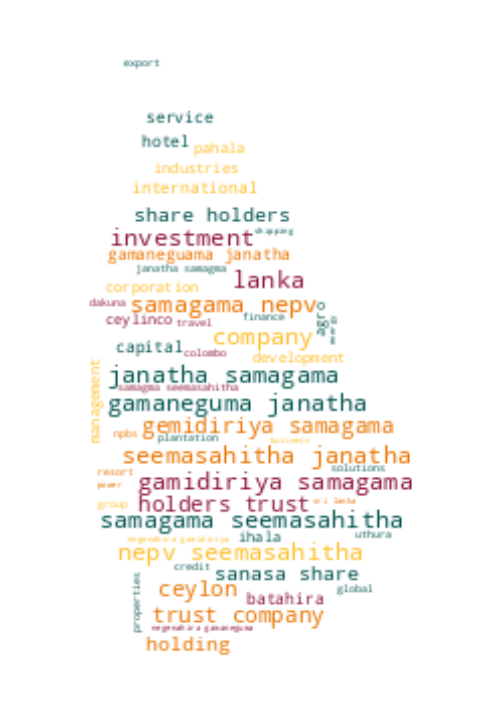 export
service
hotel
pahala
industries
international
share holders
investment
shipping
gamaneguama janatha
janatha samagma
lanka
corporation
dakuna
samagama nepv
agro
ceylinco
travel
finance
company
capital
colombo
development
management
janatha samagama
samagma seemasahitha
gamaneguma janatha
gemidiriya samagama
npbs
plantation
business
seemasahitha janatha
resort
solutions
power
gamidiriya samagama
group
holders trust
sri lanka
samagama seemasahitha
negenahira gamidiriya
ihala
uthura
nepv seemasahitha
credit
sanasa share
properties
ceylon
global
batahira
trust company
negenahira gamaneguma
holding